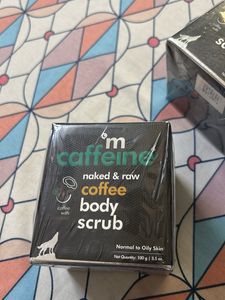 m
caffeine
naked & raw
coffee
coffee with
body
scrub
Normal to Oily Skin
Net Quantity: 100 g | 3.5 oz.